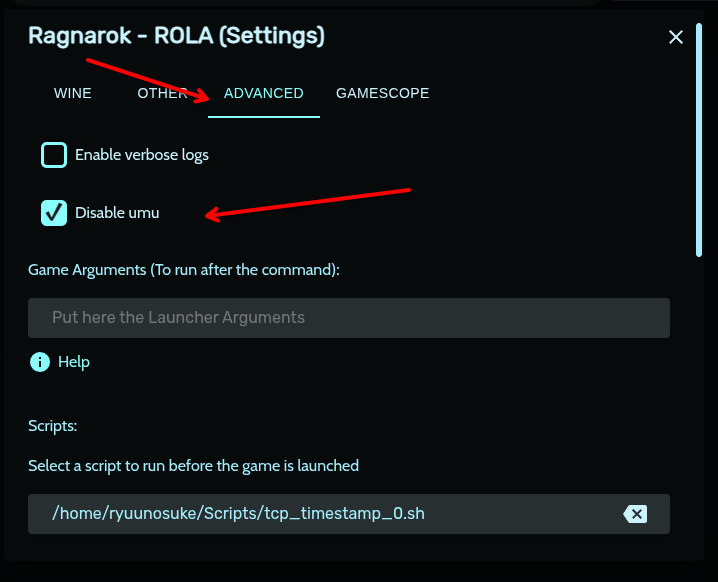 Ragnarok - ROLA (Settings)
WINE OTHER ADVANCED GAMESCOPE
Enable verbose logs
Disable umu
Game Arguments (To run after the command):
Put here the Launcher Arguments
Help
Scripts:
Select a script to run before the game is launched
/home/ryuunosuke/Scripts/tcp_timestamp_0.sh